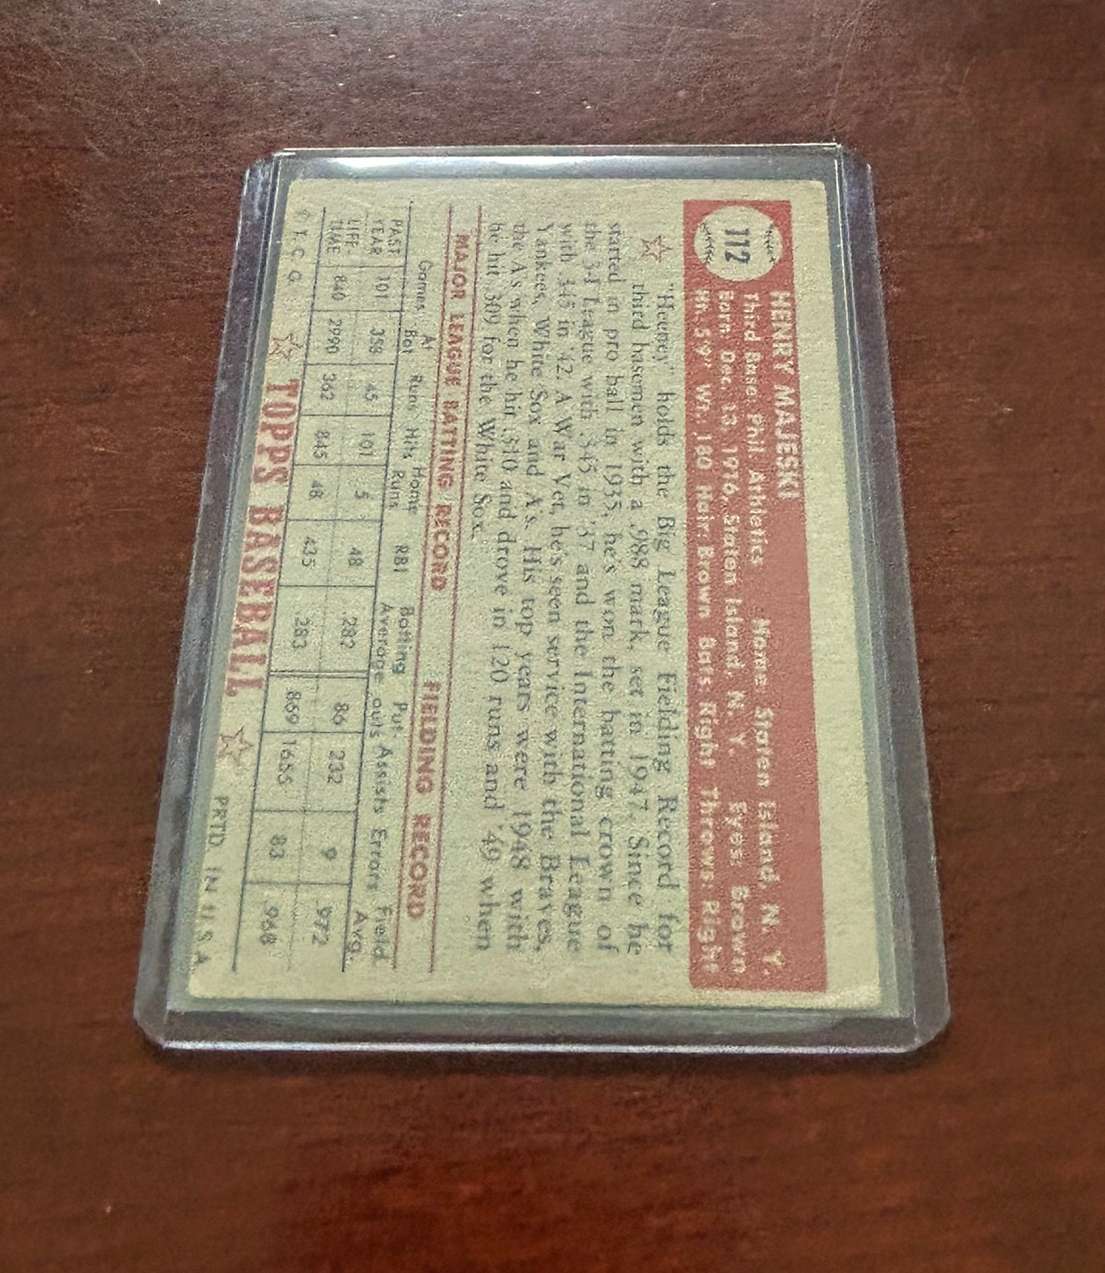 112
HENRY MAJESKI
Third Base: Phil. Athletics Home: Staten Island, N. Y.
Born: Dec. 13, 1916, Staten Island, N. Y. Eyes: Brown
Ht. 5'9" Wt. 180 Hair: Brown Bats: Right Throws: Right
"Heeney" holds the Big League Fielding Record for
third basemen with a .988 mark, set in 1947. Since he
started in pro ball in 1935, he's won the batting crown of
the 3-I League with .345 in '37 and the International League
with .345 in '42. A War Vet, he's seen service with the Braves,
Yankees, White Sox and A's. His top years were 1948 with
the A's when he hit .310 and drove in 120 runs and '49 when
he hit .309 for the White Sox.
MAJOR LEAGUE BATTING RECORD FIELDING RECORD
Games At Bat Runs Hits Home Runs RBI Batting Average Put-outs Assists Errors Field Avg.
PAST YEAR 101 358 45 101 5 48 .282 86 232 9 .972
LIFE-TIME 840 2990 362 845 48 435 .283 869 1655 83 .968
© T. C. G. TOPPS BASEBALL PRTD. IN U.S.A.